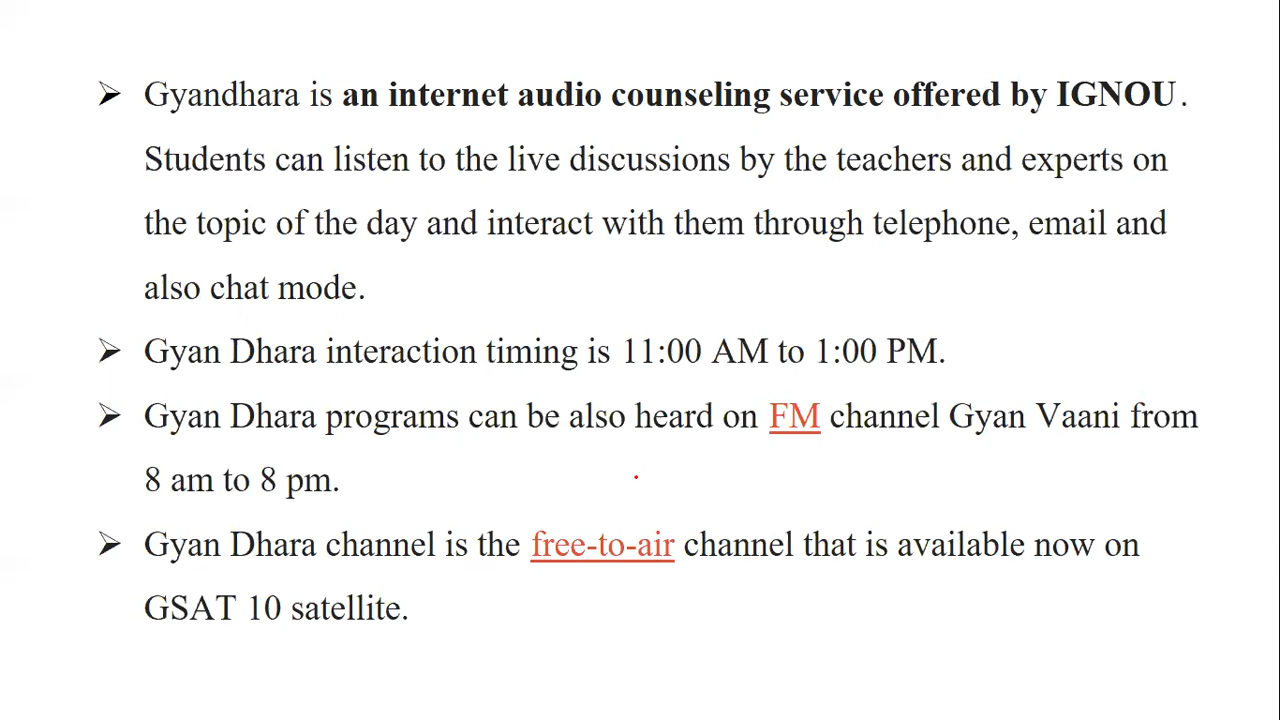 ➢ Gyandhara is an internet audio counseling service offered by IGNOU.
Students can listen to the live discussions by the teachers and experts on
the topic of the day and interact with them through telephone, email and
also chat mode.
➢ Gyan Dhara interaction timing is 11:00 AM to 1:00 PM.
➢ Gyan Dhara programs can be also heard on FM channel Gyan Vaani from
8 am to 8 pm.
➢ Gyan Dhara channel is the free-to-air channel that is available now on
GSAT 10 satellite.